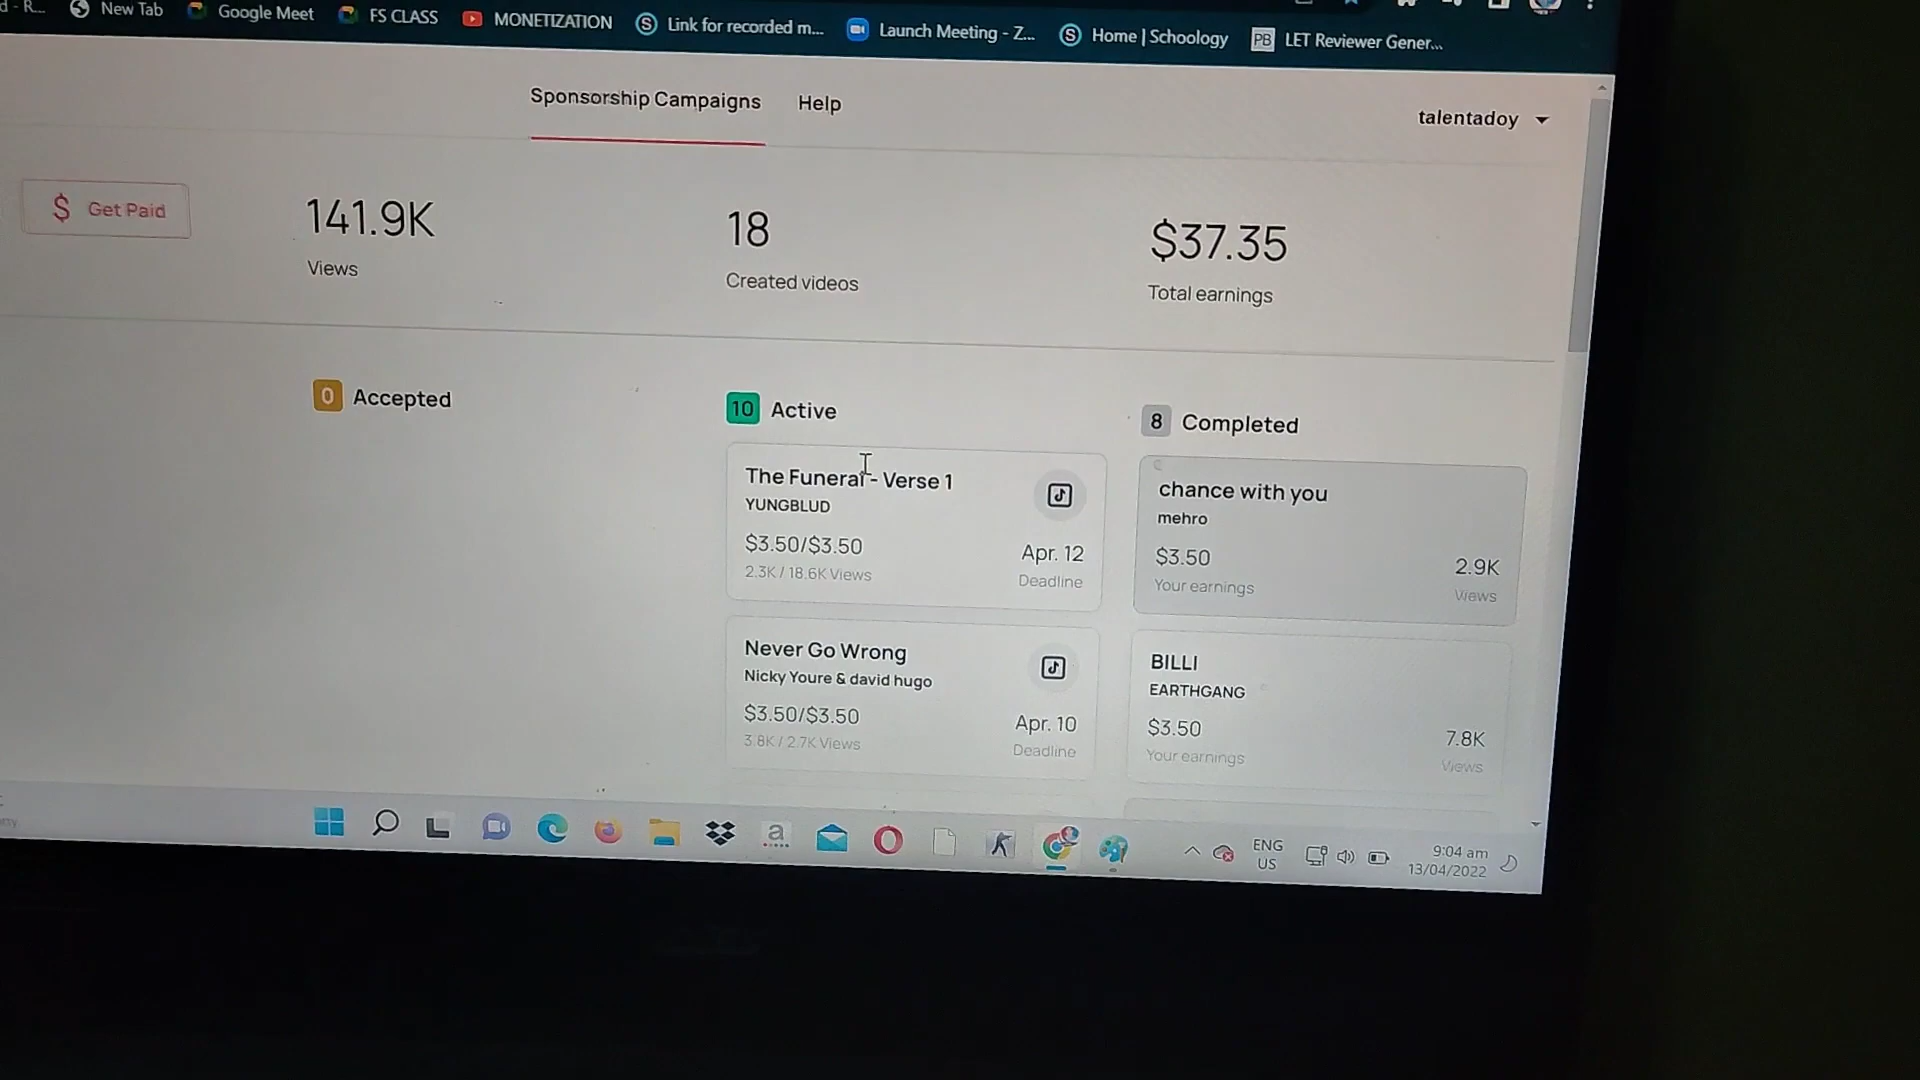 New Tab
Google Meet
FS CLASS
MONETIZATION
Link for recorded m...
Launch Meeting - Z...
Home | Schoology
PB
LET Reviewer Gener...
Sponsorship Campaigns
Help
talentadoy
$ Get Paid
141.9K
Views
18
Created videos
$37.35
Total earnings
0 Accepted
10 Active
8 Completed
The Funeral - Verse 1
YUNGBLUD
$3.50/$3.50
2.3K / 18.6K Views
Apr. 12
Deadline
chance with you
mehro
$3.50
Your earnings
2.9K
Views
Never Go Wrong
Nicky Youre & david hugo
$3.50/$3.50
3.8K / 2.7K Views
Apr. 10
Deadline
BILLI
EARTHGANG
$3.50
Your earnings
7.8K
Views
ENG
US
9:04 am
13/04/2022